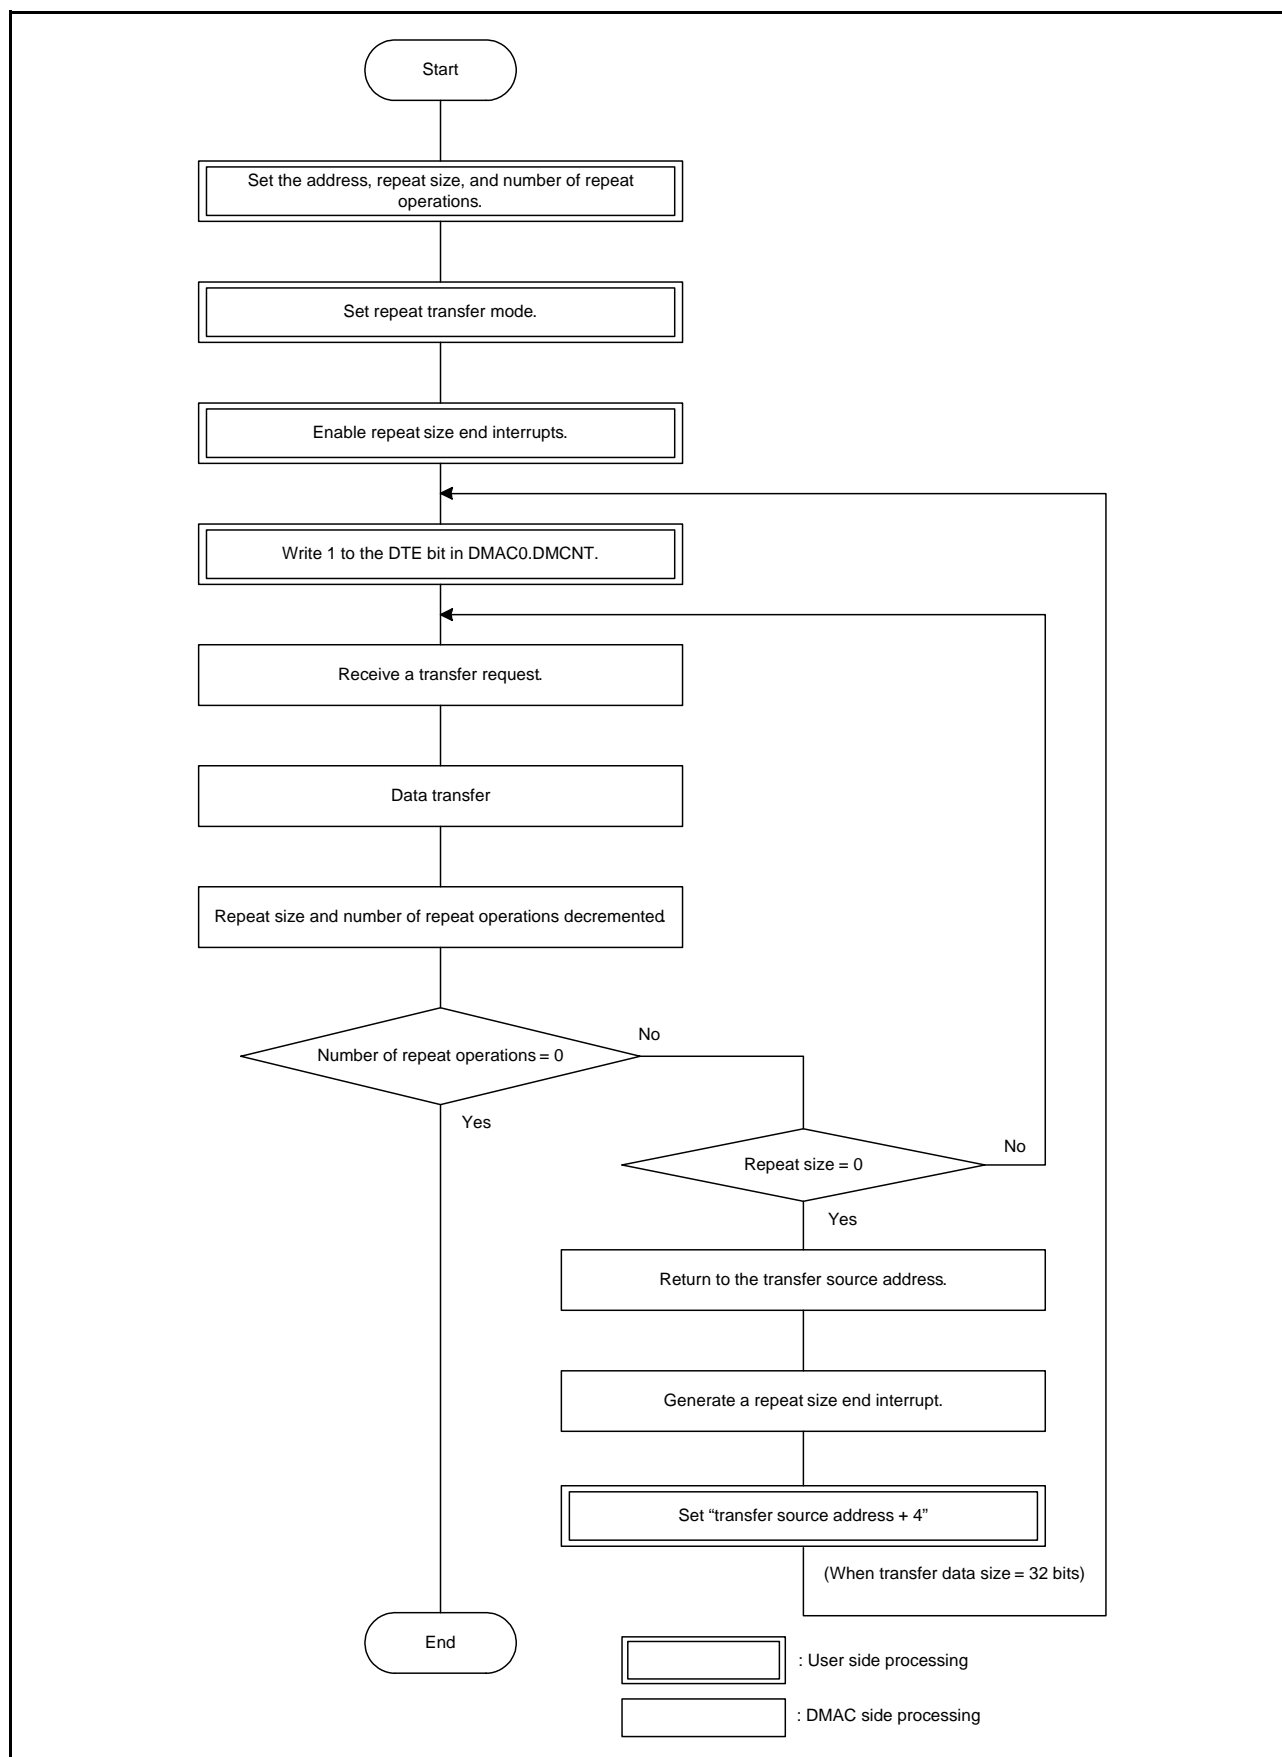 Start
Set the address, repeat size, and number of repeat
operations.
Set repeat transfer mode.
Enable repeat size end interrupts.
Write 1 to the DTE bit in DMAC0.DMCNT.
Receive a transfer request.
Data transfer
Repeat size and number of repeat operations decremented.
Number of repeat operations = 0
No
Yes
Repeat size = 0
No
Yes
Return to the transfer source address.
Generate a repeat size end interrupt.
Set “transfer source address + 4”
(When transfer data size = 32 bits)
End
: User side processing
: DMAC side processing